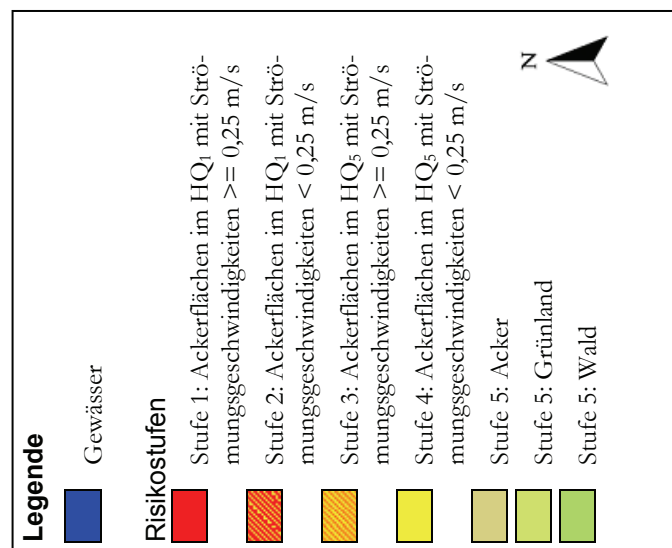 Legende
Gewässer
Risikostufen
Stufe 1: Ackerflächen im HQ₁ mit Strö-
mungsgeschwindigkeiten >= 0,25 m/s
Stufe 2: Ackerflächen im HQ₁ mit Strö-
mungsgeschwindigkeiten < 0,25 m/s
Stufe 3: Ackerflächen im HQ₅ mit Strö-
mungsgeschwindigkeiten >= 0,25 m/s
Stufe 4: Ackerflächen im HQ₅ mit Strö-
mungsgeschwindigkeiten < 0,25 m/s
Stufe 5: Acker
Stufe 5: Grünland
Stufe 5: Wald
N